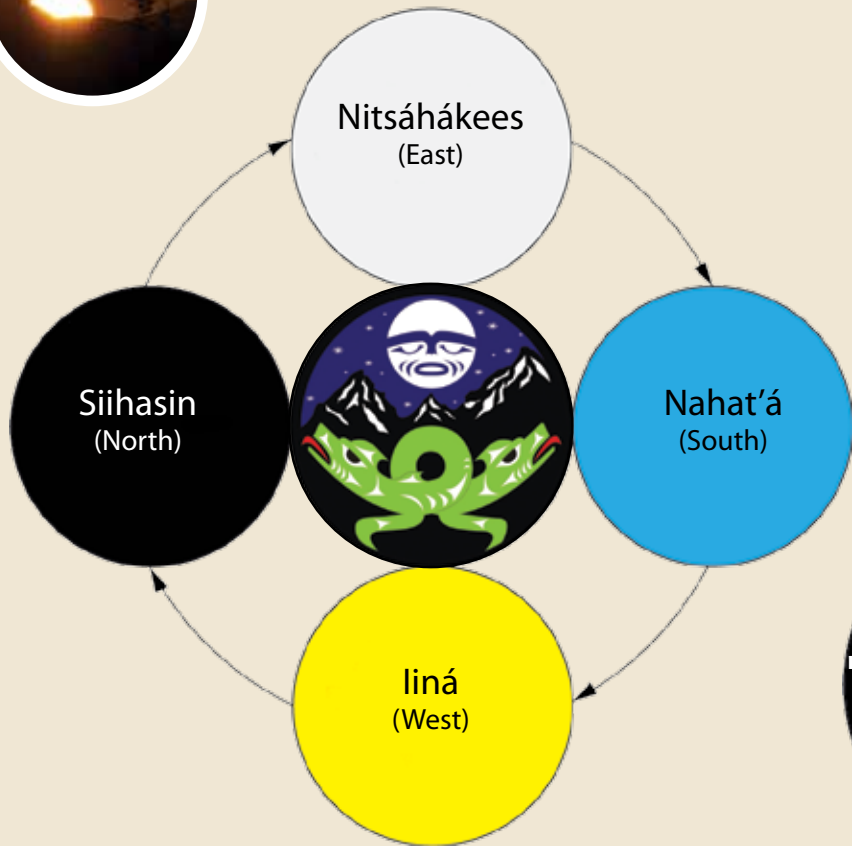 Nitsáhákees
(East)
Siihasin
(North)
Nahat’á
(South)
Iiná
(West)